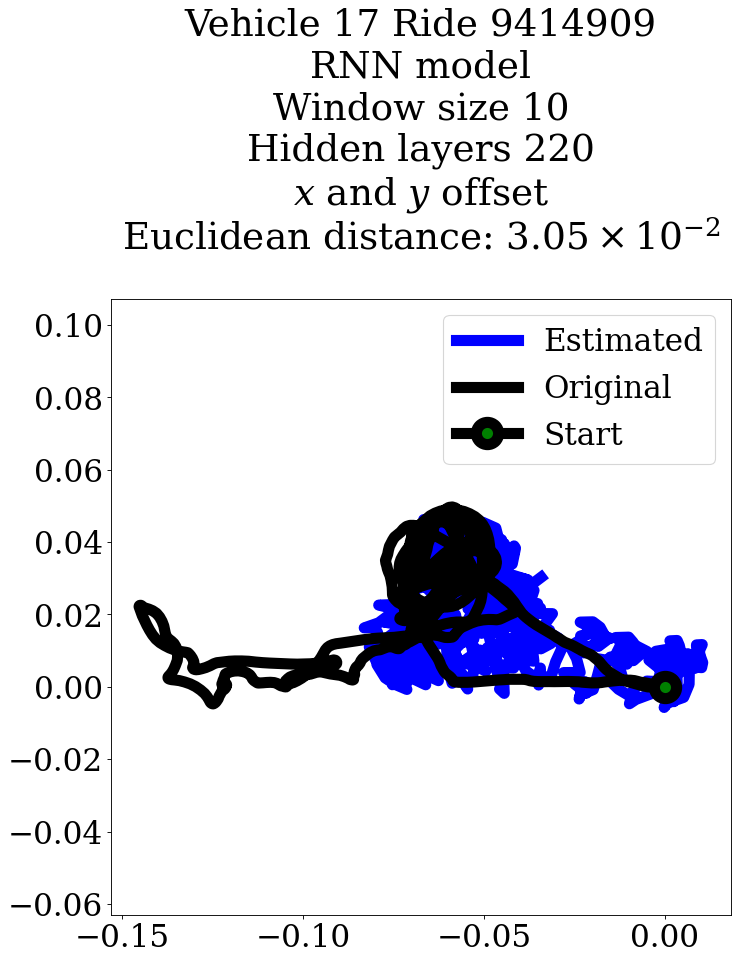 Vehicle 17 Ride 9414909
RNN model
Window size 10
Hidden layers 220
x and y offset
Euclidean distance: 3.05 × 10⁻²
Estimated
Original
Start
0.10
0.08
0.06
0.04
0.02
0.00
−0.02
−0.04
−0.06
−0.15
−0.10
−0.05
0.00